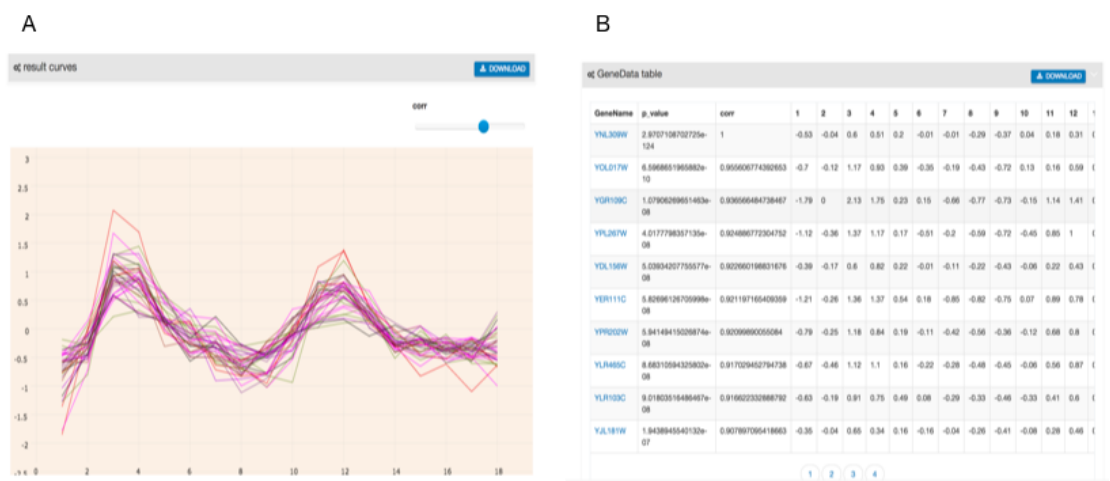 A
B
result curves
DOWNLOAD
corr
3
2.5
2
1.5
1
0.5
0
-0.5
-1
-1.5
-2
0 2 4 6 8 10 12 14 16 18
GeneData table
DOWNLOAD
GeneName p_value corr 1 2 3 4 5 6 7 8 9 10 11 12
YNL309W 2.9707108702725e- 1 -0.53 -0.04 0.6 0.51 0.2 -0.01 -0.01 -0.29 -0.37 0.04 0.18 0.31
124
YOL017W 6.5968651965882e- 0.955606774392653 -0.7 -0.12 1.17 0.93 0.39 -0.35 -0.19 -0.43 -0.72 0.13 0.16 0.59
10
YGR109C 1.07906269651463e- 0.936566484738467 -1.79 0 2.13 1.75 0.23 0.15 -0.66 -0.77 -0.73 -0.15 1.14 1.41
08
YPL267W 4.0177798357135e- 0.924886772304752 -1.12 -0.36 1.37 1.17 0.17 -0.51 -0.2 -0.59 -0.72 -0.45 0.85 1
08
YDL156W 5.03934207755577e- 0.922660198831676 -0.39 -0.17 0.6 0.82 0.22 -0.01 -0.11 -0.22 -0.43 -0.06 0.22 0.43
08
YER111C 5.82696126705998e- 0.921197165409359 -1.21 -0.26 1.36 1.37 0.54 0.18 -0.85 -0.82 -0.75 0.07 0.89 0.78
08
YPR202W 5.94149415026874e- 0.92099890055084 -0.79 -0.25 1.18 0.84 0.19 -0.11 -0.42 -0.56 -0.36 -0.12 0.68 0.8
08
YLR465C 8.68310594325802e- 0.917029452794738 -0.67 -0.46 1.12 1.1 0.16 -0.22 -0.28 -0.48 -0.45 -0.06 0.56 0.87
08
YLR103C 9.01803516486467e- 0.916622332688792 -0.63 -0.19 0.91 0.75 0.49 0.08 -0.29 -0.33 -0.46 -0.33 0.41 0.6
08
YJL181W 1.9438945540132e- 0.907897095418663 -0.35 -0.04 0.65 0.34 0.16 -0.16 -0.04 -0.26 -0.41 -0.08 0.28 0.46
07
1 2 3 4